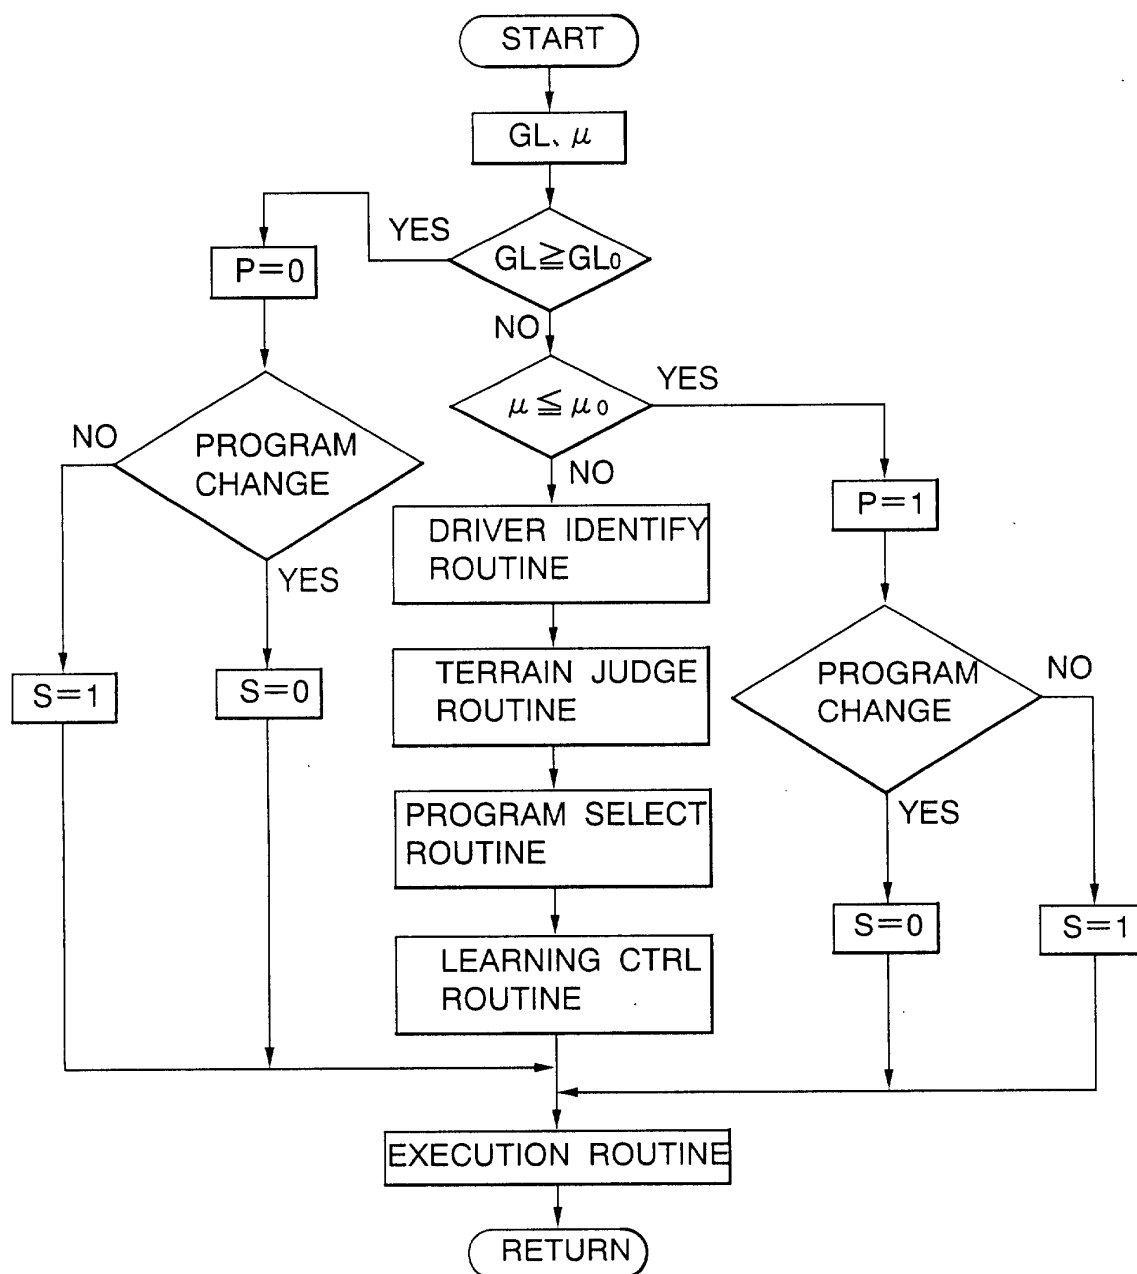 START
GL、μ
YES
GL≧GL₀
P=0
NO
μ≦μ₀
YES
NO
PROGRAM
CHANGE
NO
P=1
DRIVER IDENTIFY
ROUTINE
YES
TERRAIN JUDGE
ROUTINE
PROGRAM
CHANGE
NO
S=1
S=0
PROGRAM SELECT
ROUTINE
YES
S=0
S=1
LEARNING CTRL
ROUTINE
EXECUTION ROUTINE
RETURN